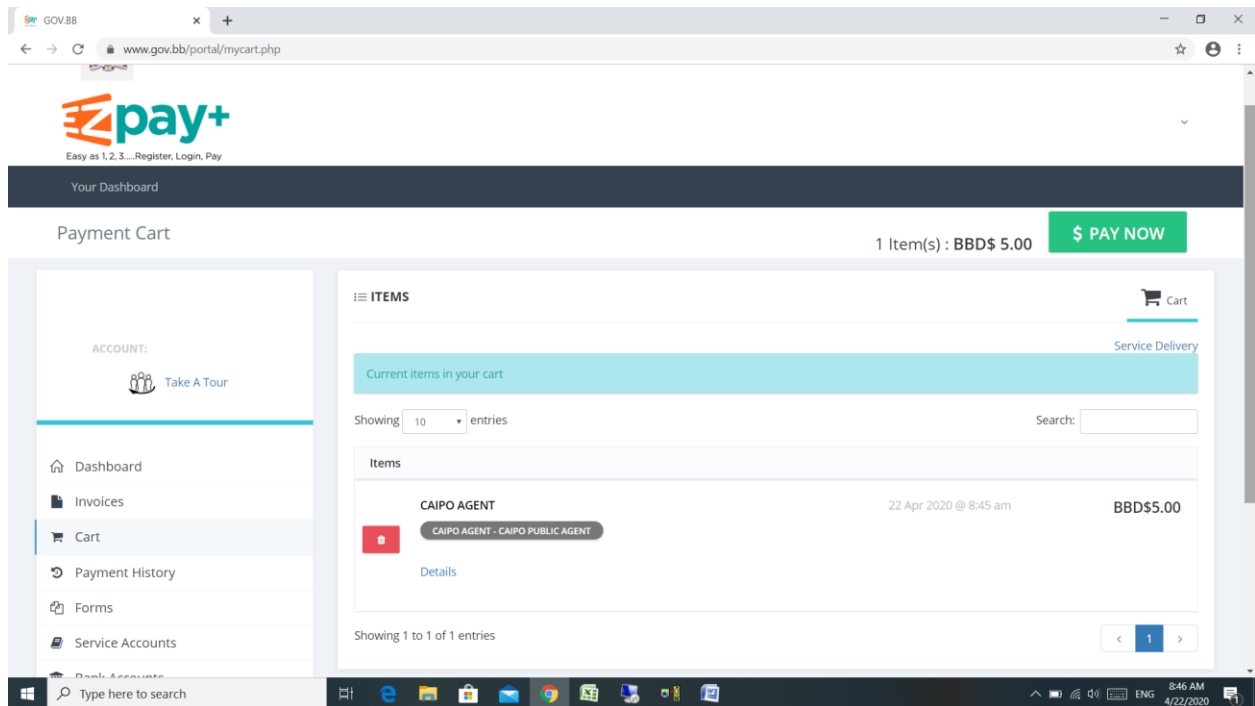 GOV.BB
www.gov.bb/portal/mycart.php
zpay+
Easy as 1, 2, 3.....Register, Login, Pay
Your Dashboard
Payment Cart
1 Item(s) : BBD$ 5.00
$ PAY NOW
ACCOUNT:
Take A Tour
Dashboard
Invoices
Cart
Payment History
Forms
Service Accounts
Bank Accounts
ITEMS
Cart
Service Delivery
Current items in your cart
Showing 10 entries
Search:
Items
CAIPO AGENT
22 Apr 2020 @ 8:45 am
BBD$5.00
CAIPO AGENT - CAIPO PUBLIC AGENT
Details
Showing 1 to 1 of 1 entries
< 1 >
Type here to search
ENG
8:46 AM
4/22/2020